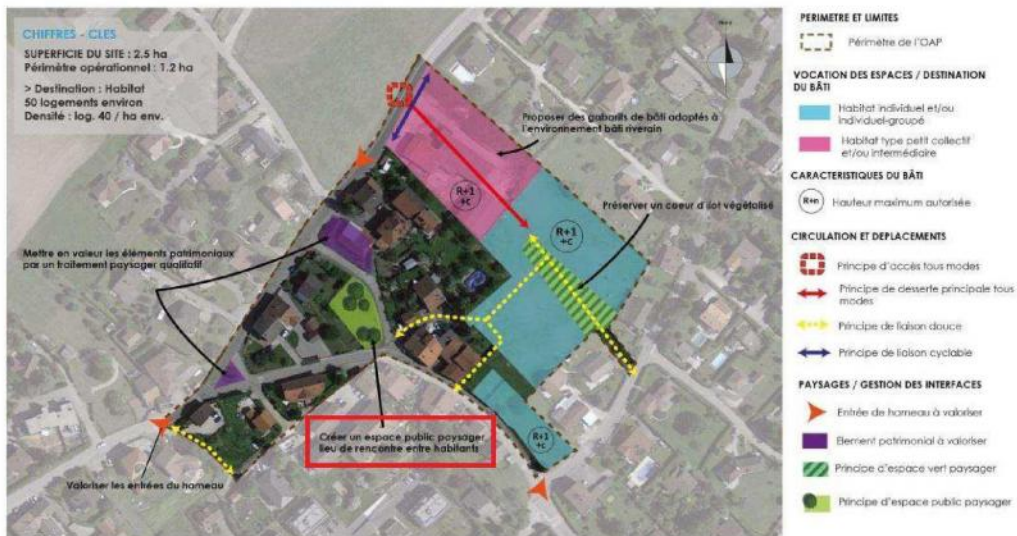 CHIFFRES - CLES
SUPERFICIE DU SITE : 2.5 ha
Périmètre opérationnel : 1.2 ha
> Destination : Habitat
50 logements environ
Densité : log. 40 / ha env.
Nord
Proposer des gabarits de bâti adaptés à
l'environnement bâti riverain
R+1
+c
Préserver un coeur d'îlot végétalisé
R+1
+c
Mettre en valeur les éléments patrimoniaux
par un traitement paysager qualitatif
Créer un espace public paysager,
lieu de rencontre entre habitants
R+1
+c
Valoriser les entrées du hameau
PERIMETRE ET LIMITES
Périmètre de l'OAP
VOCATION DES ESPACES / DESTINATION
DU BÂTI
Habitat individuel et/ou
individuel-groupé
Habitat type petit collectif
et/ou intermédiaire
CARACTERISTIQUES DU BÂTI
R+n
Hauteur maximum autorisée
CIRCULATION ET DEPLACEMENTS
Principe d'accès tous modes
Principe de desserte principale tous
modes
Principe de liaison douce
Principe de liaison cyclable
PAYSAGES / GESTION DES INTERFACES
Entrée de hameau à valoriser
Element patrimonial à valoriser
Principe d'espace vert paysager
Principe d'espace public paysager